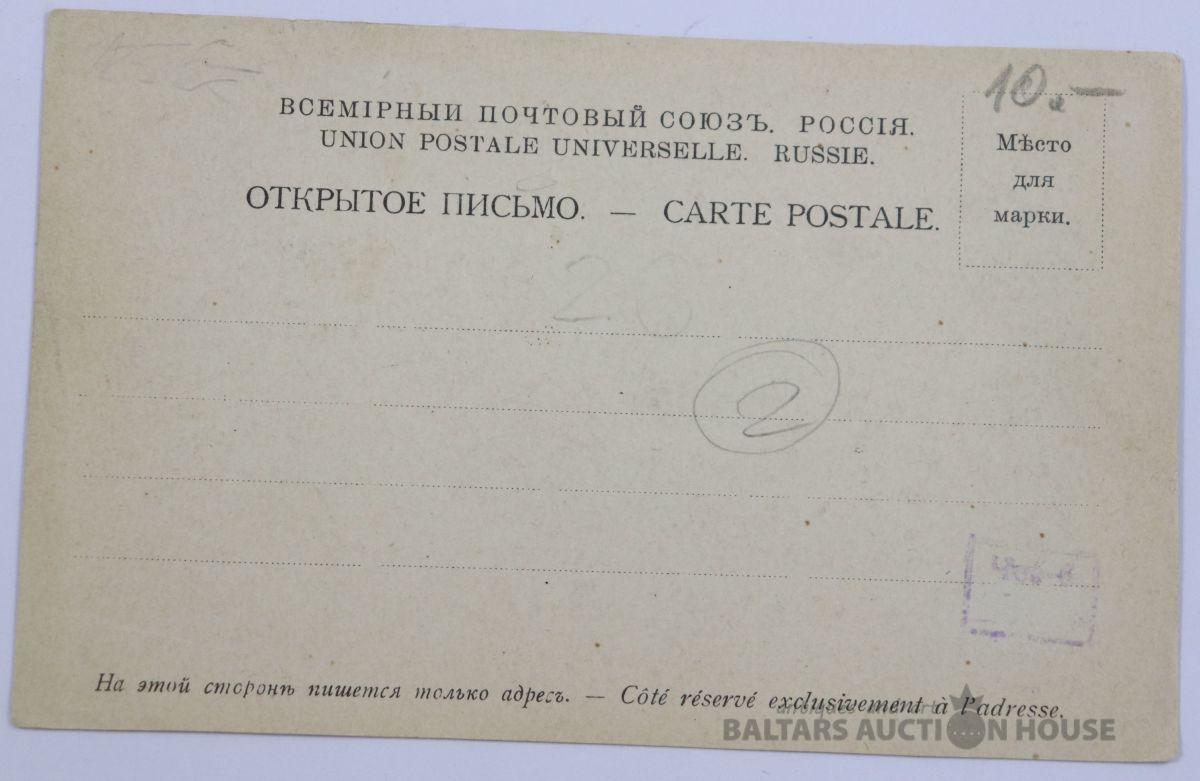 10.—
ВСЕМІРНЫЙ ПОЧТОВЫЙ СОЮЗЪ. РОССІЯ.
UNION POSTALE UNIVERSELLE. RUSSIE.
ОТКРЫТОЕ ПИСЬМО. — CARTE POSTALE.
Мѣсто
для
марки.
26
2
На этой сторонѣ пишется только адресъ. — Côté réservé exclusivement à l'adresse.
BALTARS AUCTION HOUSE